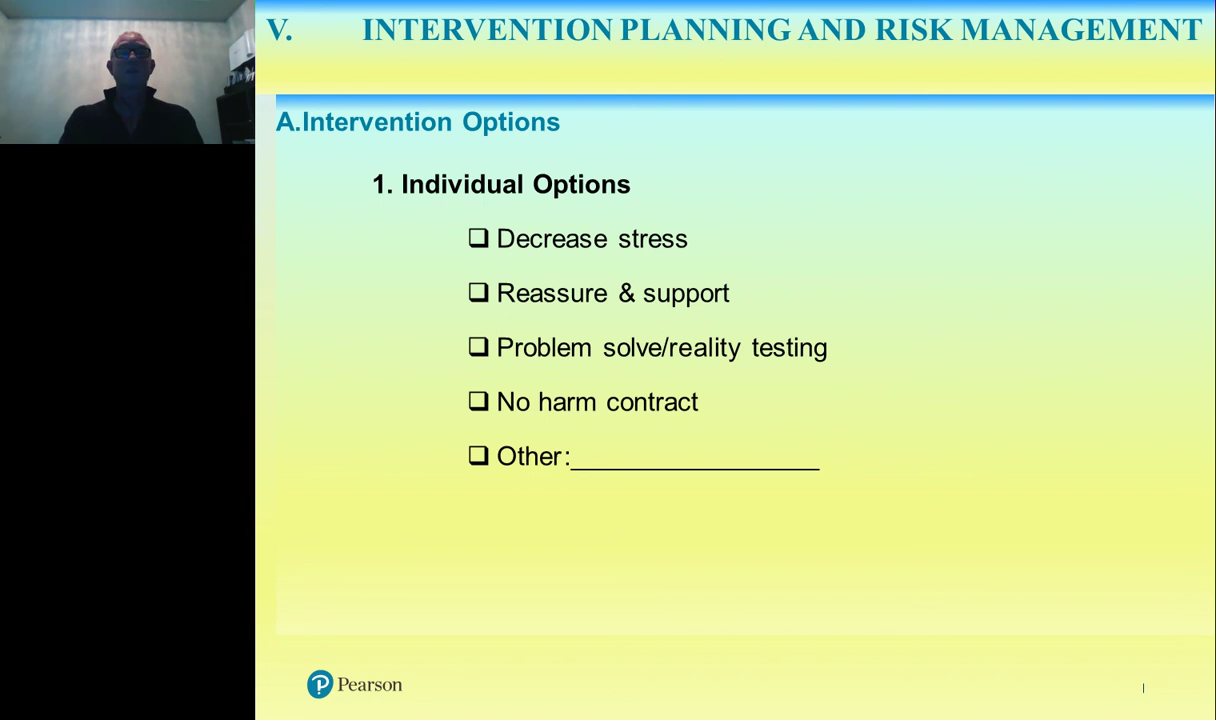 V. INTERVENTION PLANNING AND RISK MANAGEMENT
A.Intervention Options
1. Individual Options
❑ Decrease stress
❑ Reassure & support
❑ Problem solve/reality testing
❑ No harm contract
❑ Other:__________________
Pearson